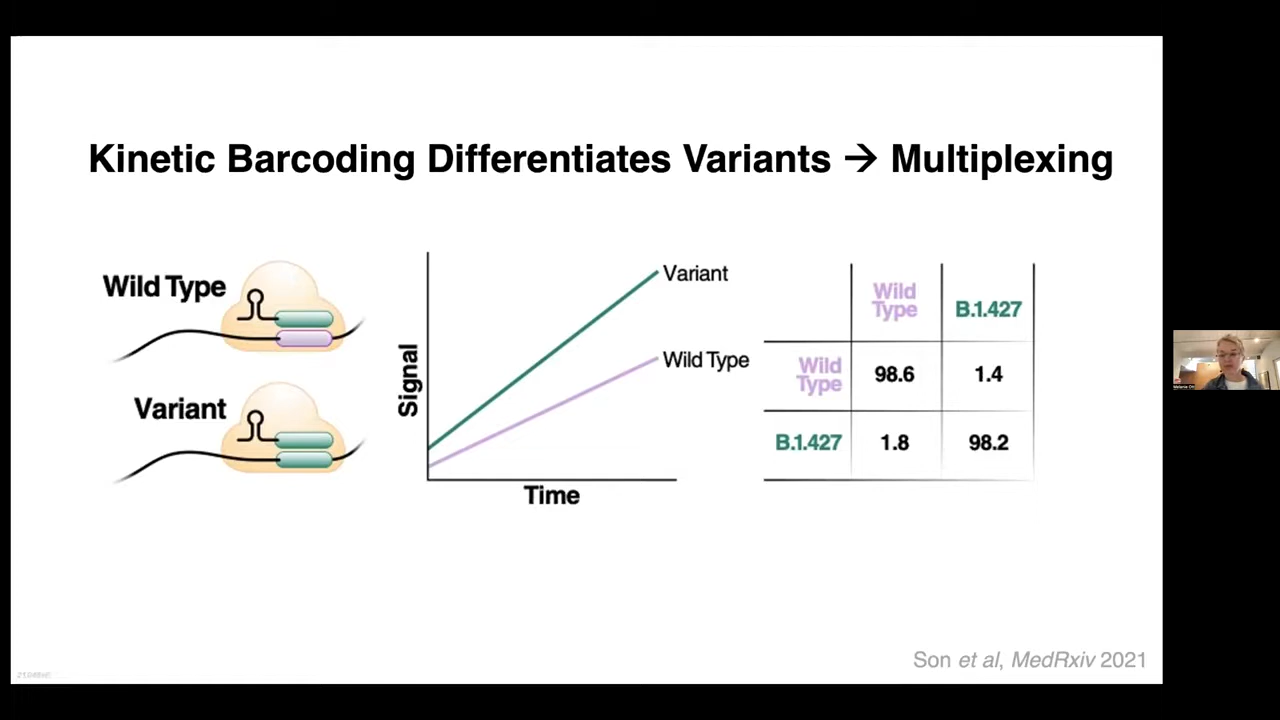 Kinetic Barcoding Differentiates Variants → Multiplexing
Wild Type
Variant
Signal
Time
Variant
Wild Type
Wild Type
B.1.427
Wild Type
98.6
1.4
B.1.427
1.8
98.2
Son et al, MedRxiv 2021